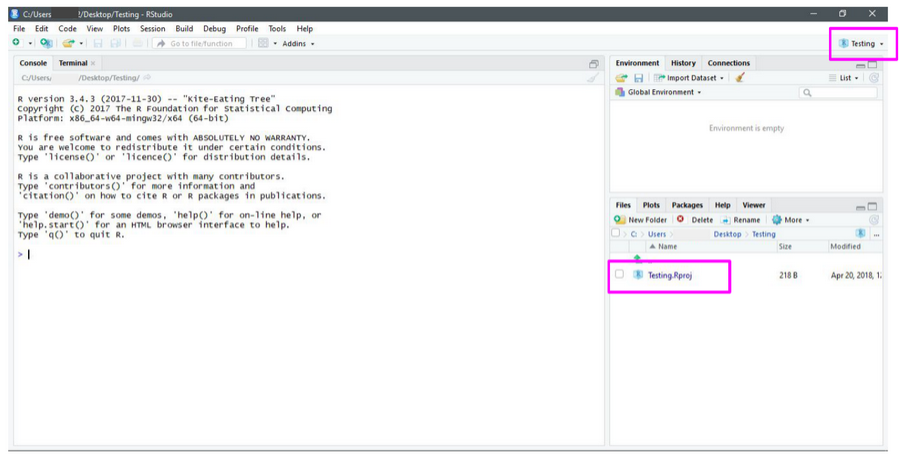 C:/Users !/Desktop/Testing - RStudio
File Edit Code View Plots Session Build Debug Profile Tools Help
Go to file/function Addins Testing
Console Terminal
C:/Users/ /Desktop/Testing/
R version 3.4.3 (2017-11-30) -- "Kite-Eating Tree"
Copyright (C) 2017 The R Foundation for Statistical Computing
Platform: x86_64-w64-mingw32/x64 (64-bit)
R is free software and comes with ABSOLUTELY NO WARRANTY.
You are welcome to redistribute it under certain conditions.
Type 'license()' or 'licence()' for distribution details.
R is a collaborative project with many contributors.
Type 'contributors()' for more information and
'citation()' on how to cite R or R packages in publications.
Type 'demo()' for some demos, 'help()' for on-line help, or
'help.start()' for an HTML browser interface to help.
Type 'q()' to quit R.
>
Environment History Connections
Import Dataset List
Global Environment
Environment is empty
Files Plots Packages Help Viewer
New Folder Delete Rename More
C: Users Desktop Testing ...
Name Size Modified
Testing.Rproj 218 B Apr 20, 2018, 1: